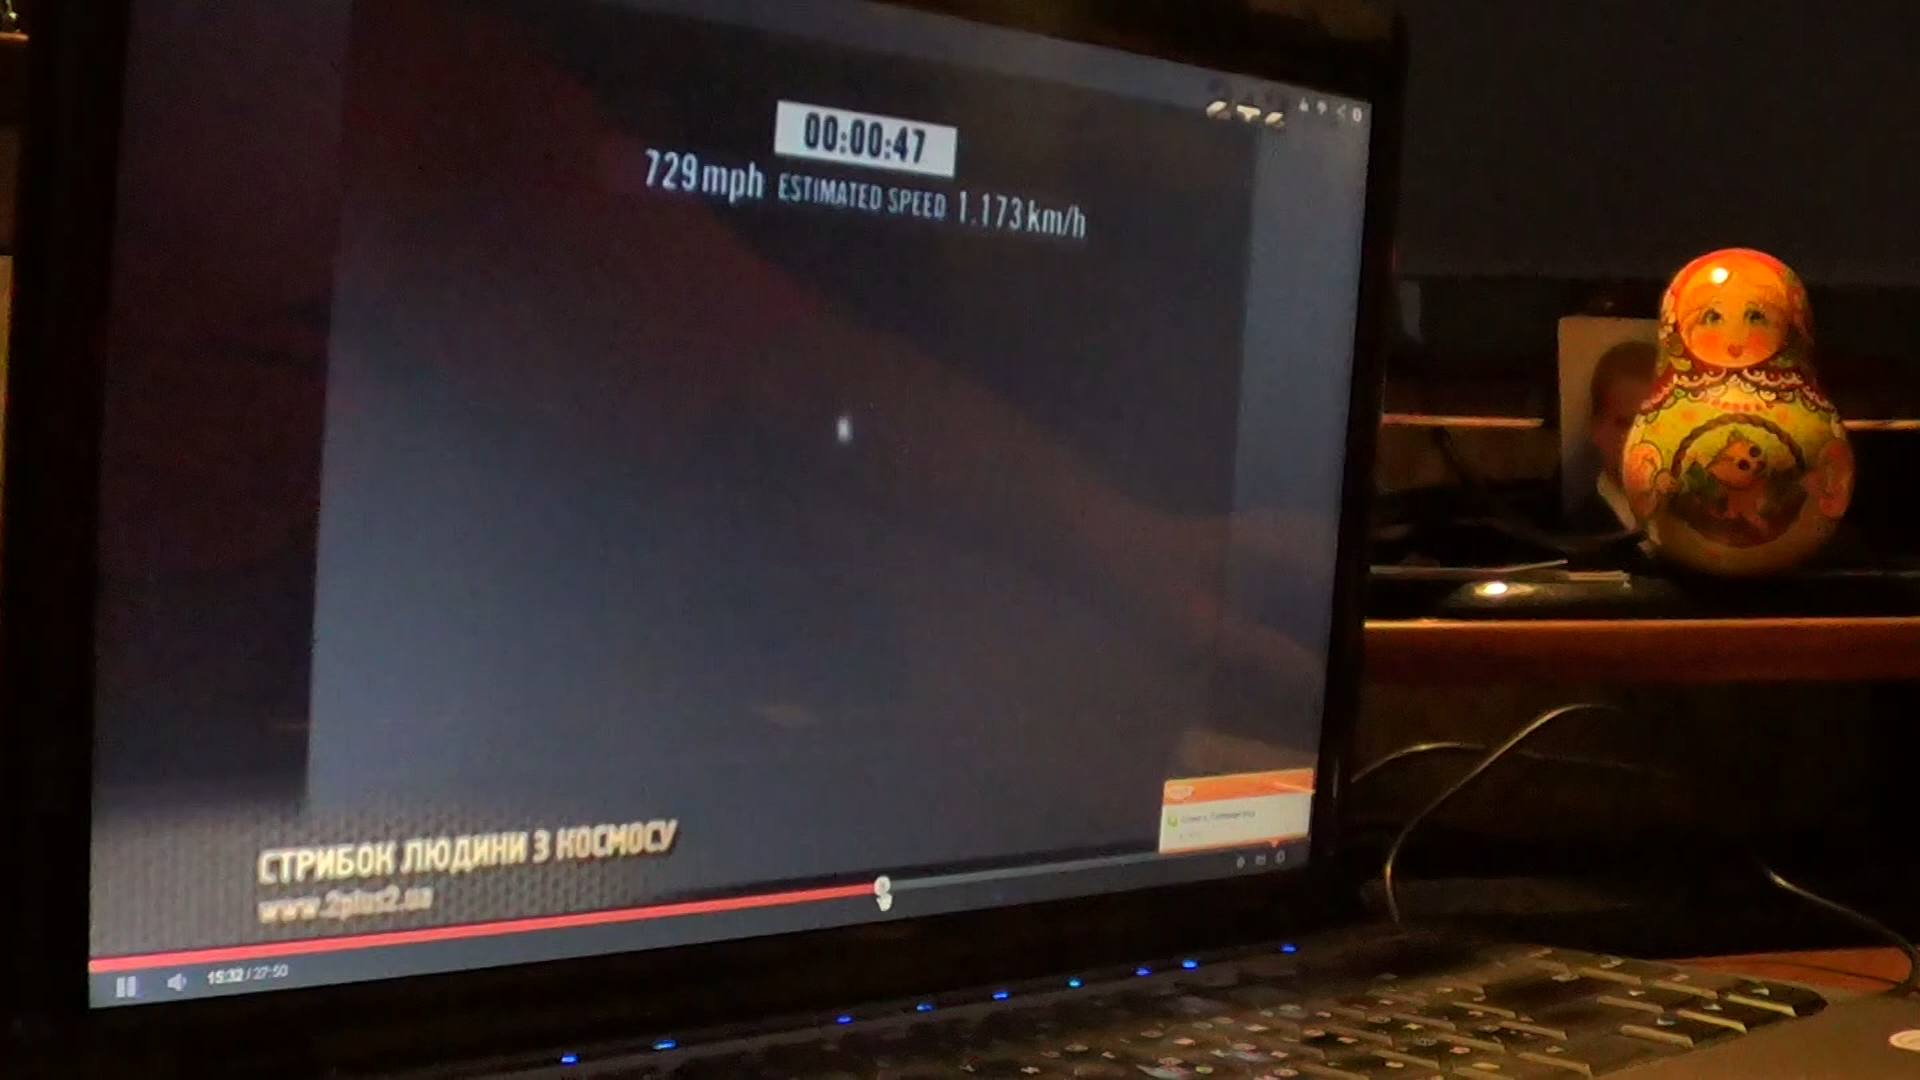 00:00:47
729 mph ESTIMATED SPEED 1.173 km/h
СТРИБОК ЛЮДИНИ З КОСМОСУ
www.2plus2.ua
15:32 / 27:50